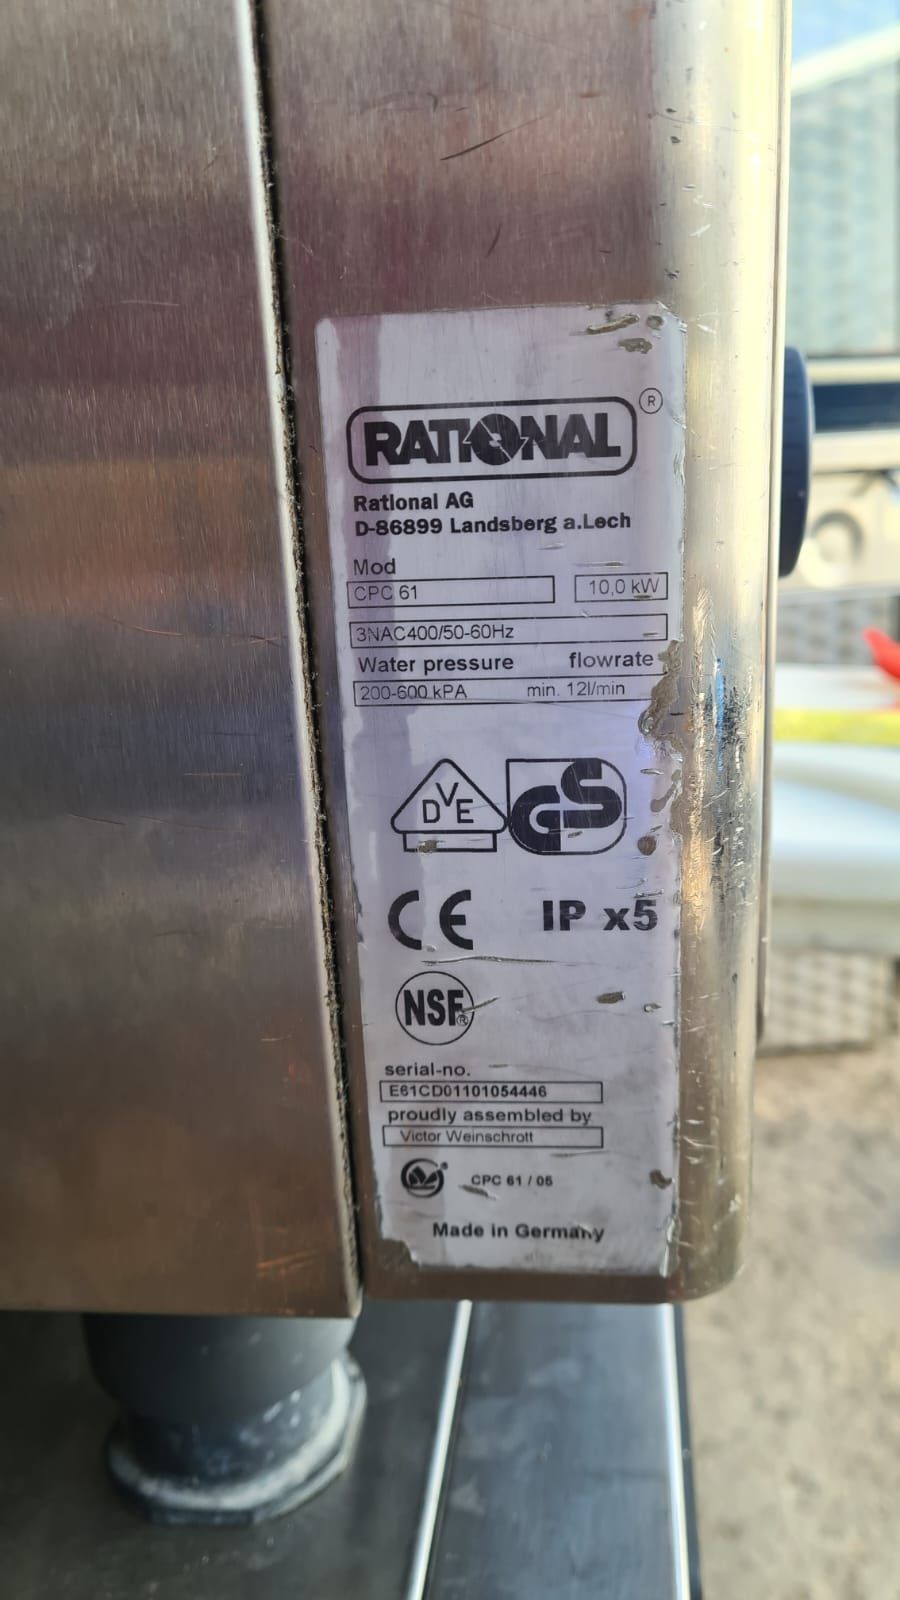 RATIONAL ®
Rational AG
D-86899 Landsberg a.Lech
Mod
CPC 61 10,0 kW
3NAC400/50-60Hz
Water pressure flowrate
200-600 kPA min. 12l/min
DVE GS
CE IP x5
NSF®
serial-no.
E61CD01101054446
proudly assembled by
Victor Weinschrott
CPC 61 / 05
Made in Germany